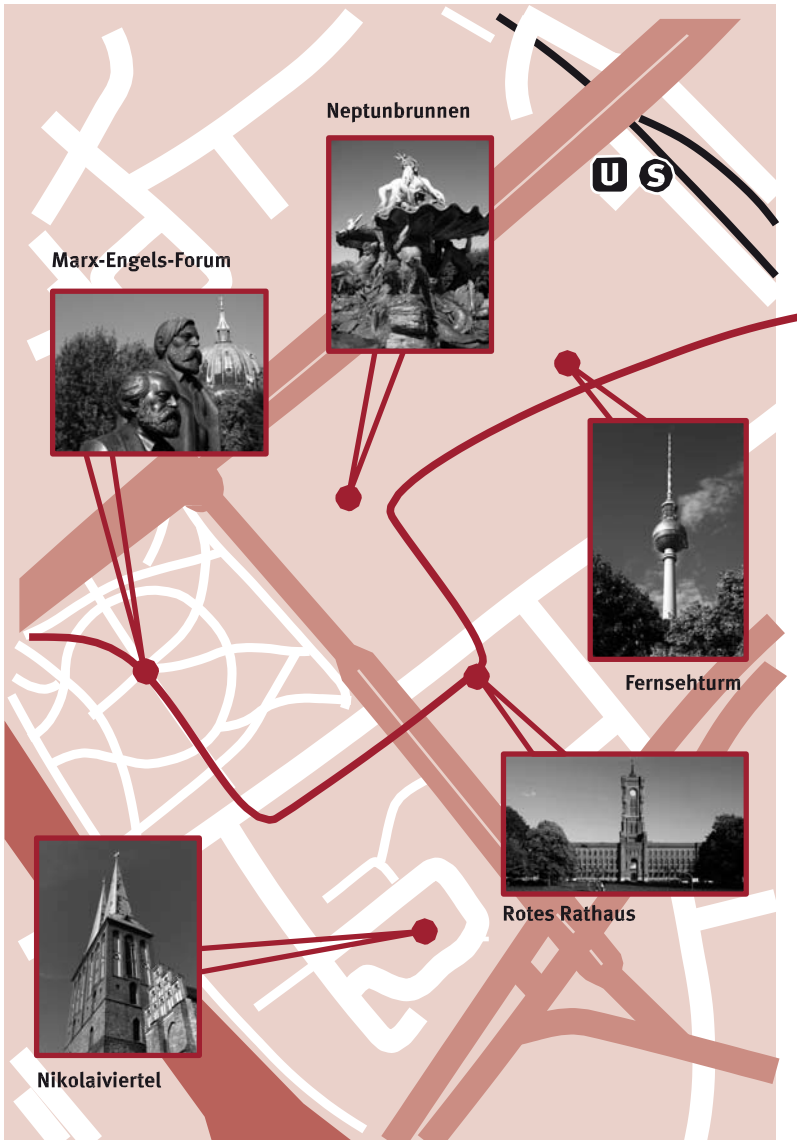 Neptunbrunnen
U S
Marx-Engels-Forum
Fernsehturm
Rotes Rathaus
Nikolaiviertel